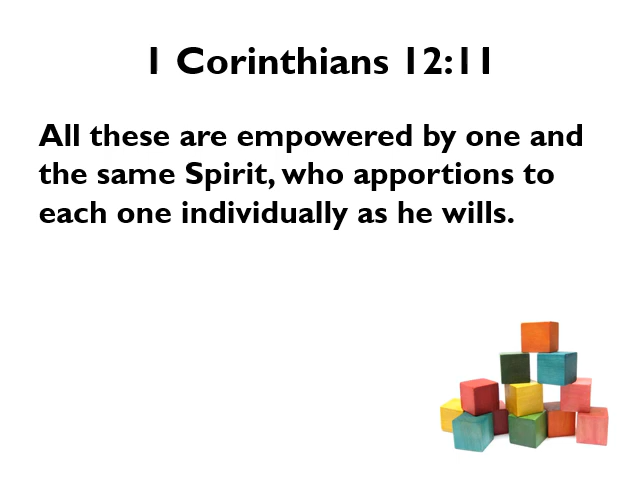 1 Corinthians 12:11
All these are empowered by one and
the same Spirit, who apportions to
each one individually as he wills.